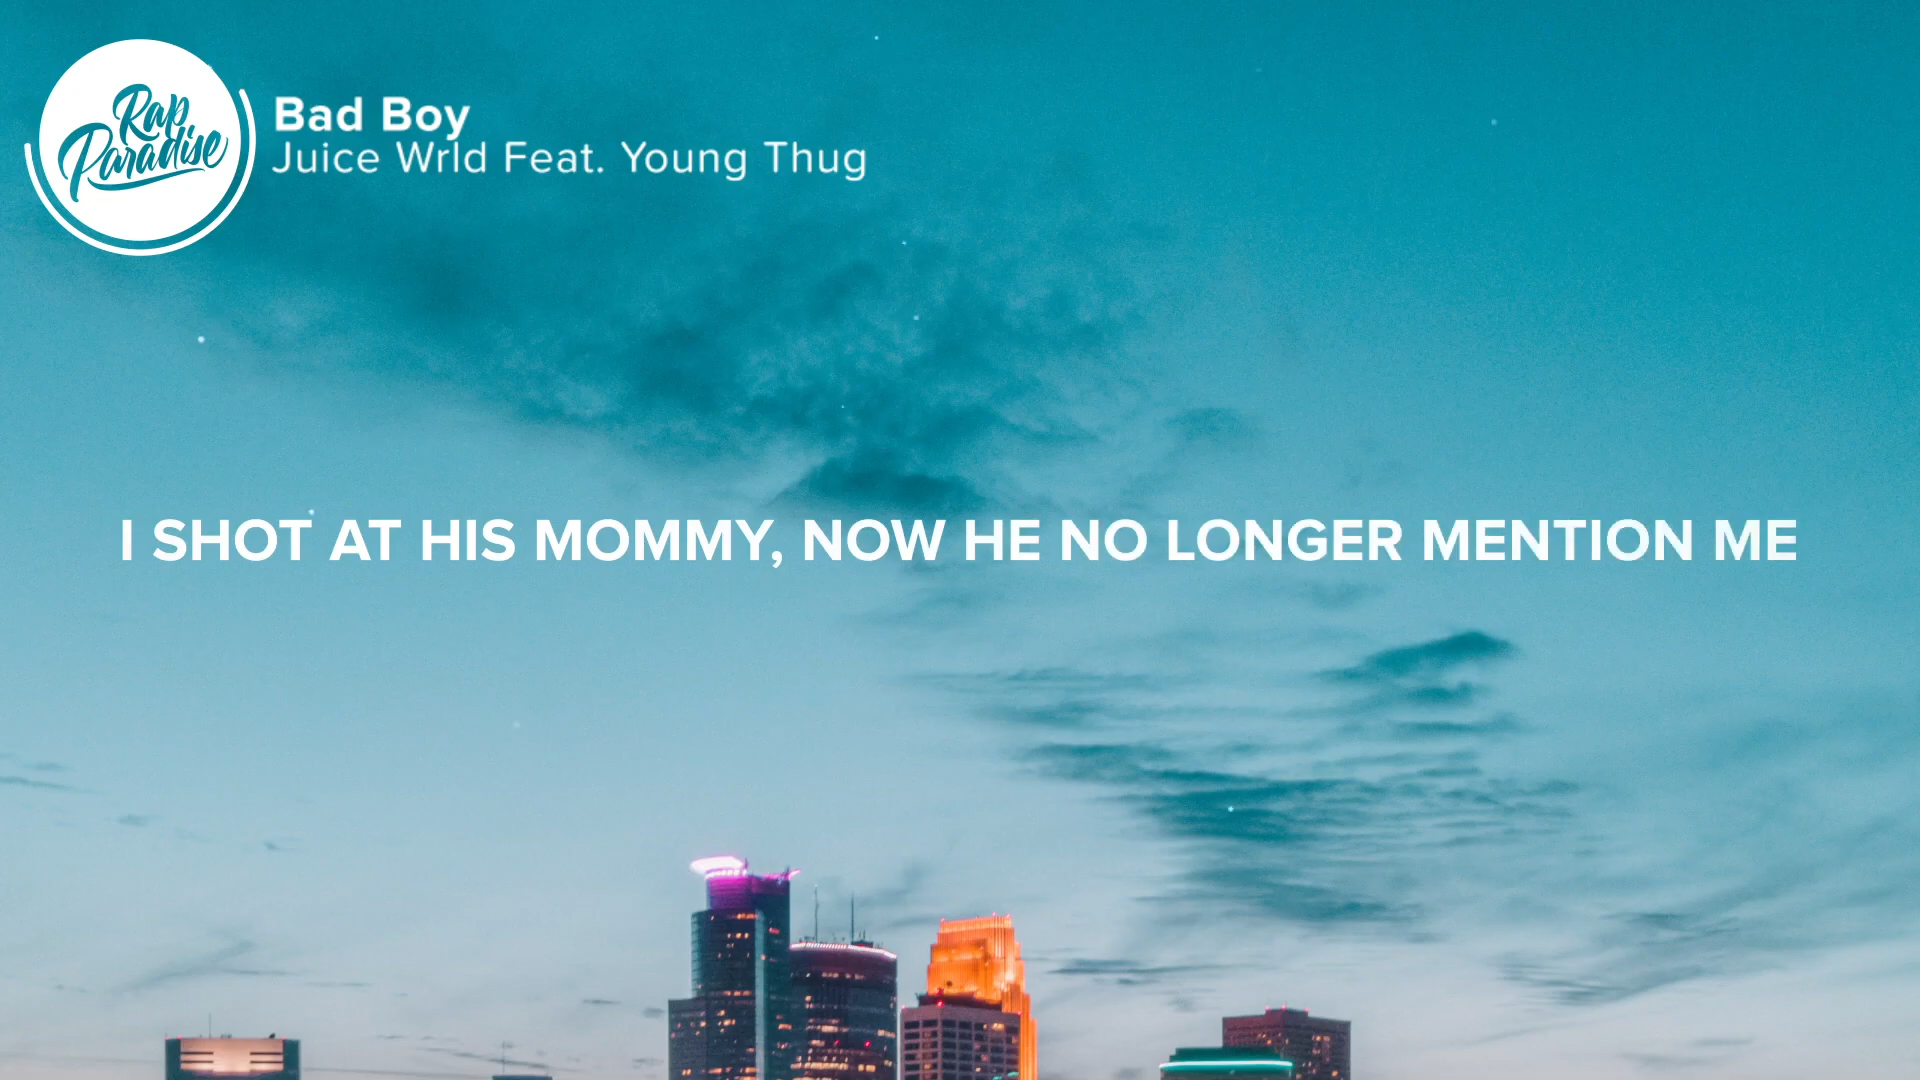 Rap
Paradise
Bad Boy
Juice Wrld Feat. Young Thug
I SHOT AT HIS MOMMY, NOW HE NO LONGER MENTION ME